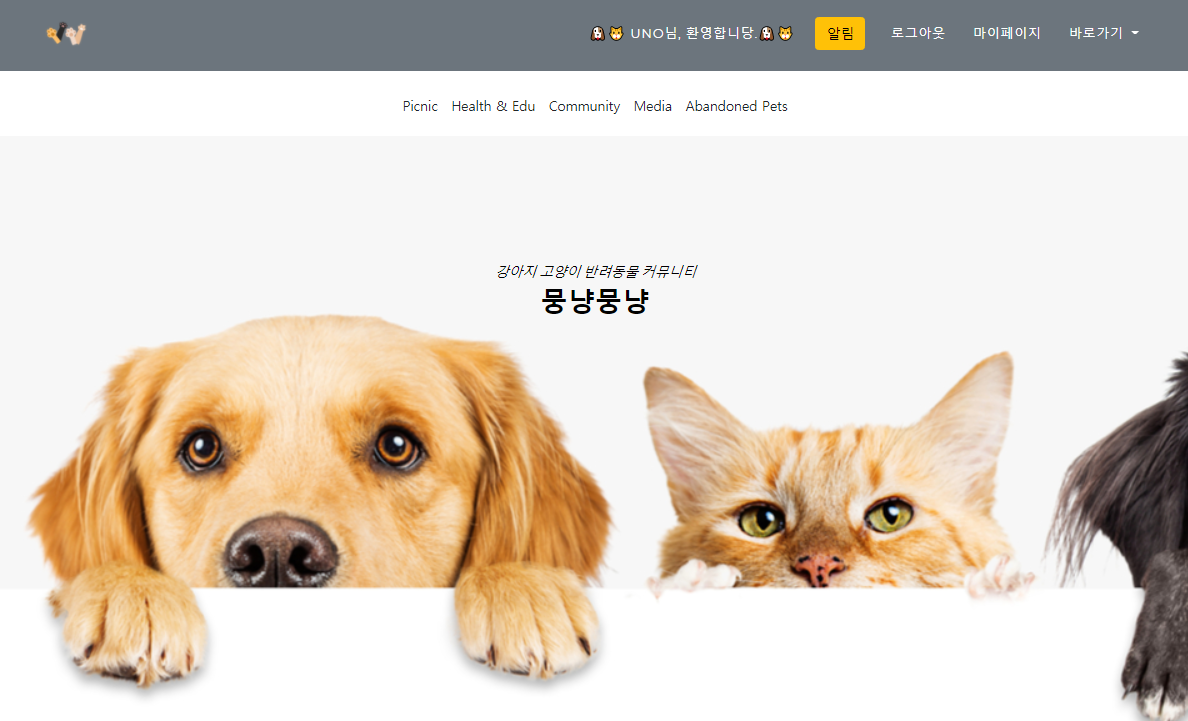 UNO님, 환영합니당. 알림 로그아웃 마이페이지 바로가기
Picnic Health & Edu Community Media Abandoned Pets
강아지 고양이 반려동물 커뮤니티
뭉냥뭉냥